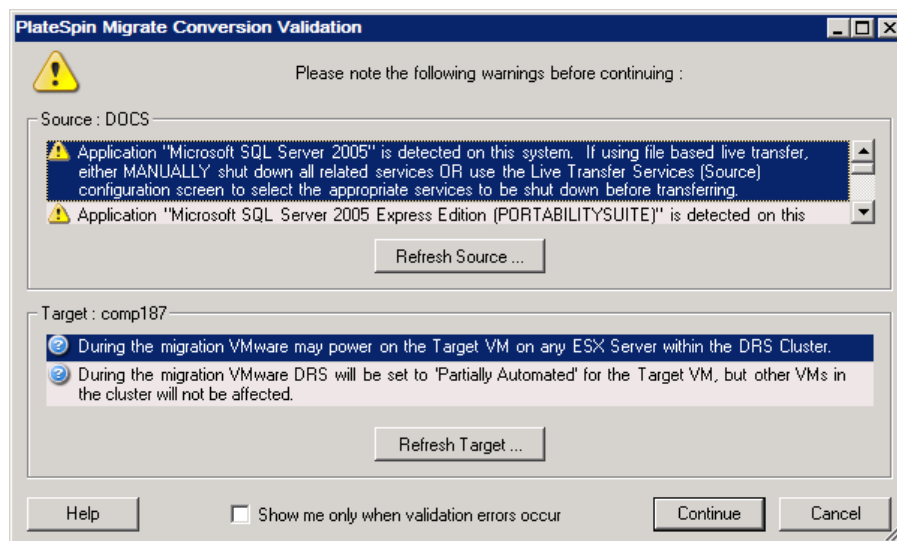 PlateSpin Migrate Conversion Validation
Please note the following warnings before continuing :
Source : DOCS
Application "Microsoft SQL Server 2005" is detected on this system. If using file based live transfer,
either MANUALLY shut down all related services OR use the Live Transfer Services (Source)
configuration screen to select the appropriate services to be shut down before transferring.
Application "Microsoft SQL Server 2005 Express Edition (PORTABILITYSUITE)" is detected on this
Refresh Source ...
Target : comp187
During the migration VMware may power on the Target VM on any ESX Server within the DRS Cluster.
During the migration VMware DRS will be set to 'Partially Automated' for the Target VM, but other VMs in
the cluster will not be affected.
Refresh Target ...
Help
Show me only when validation errors occur
Continue
Cancel